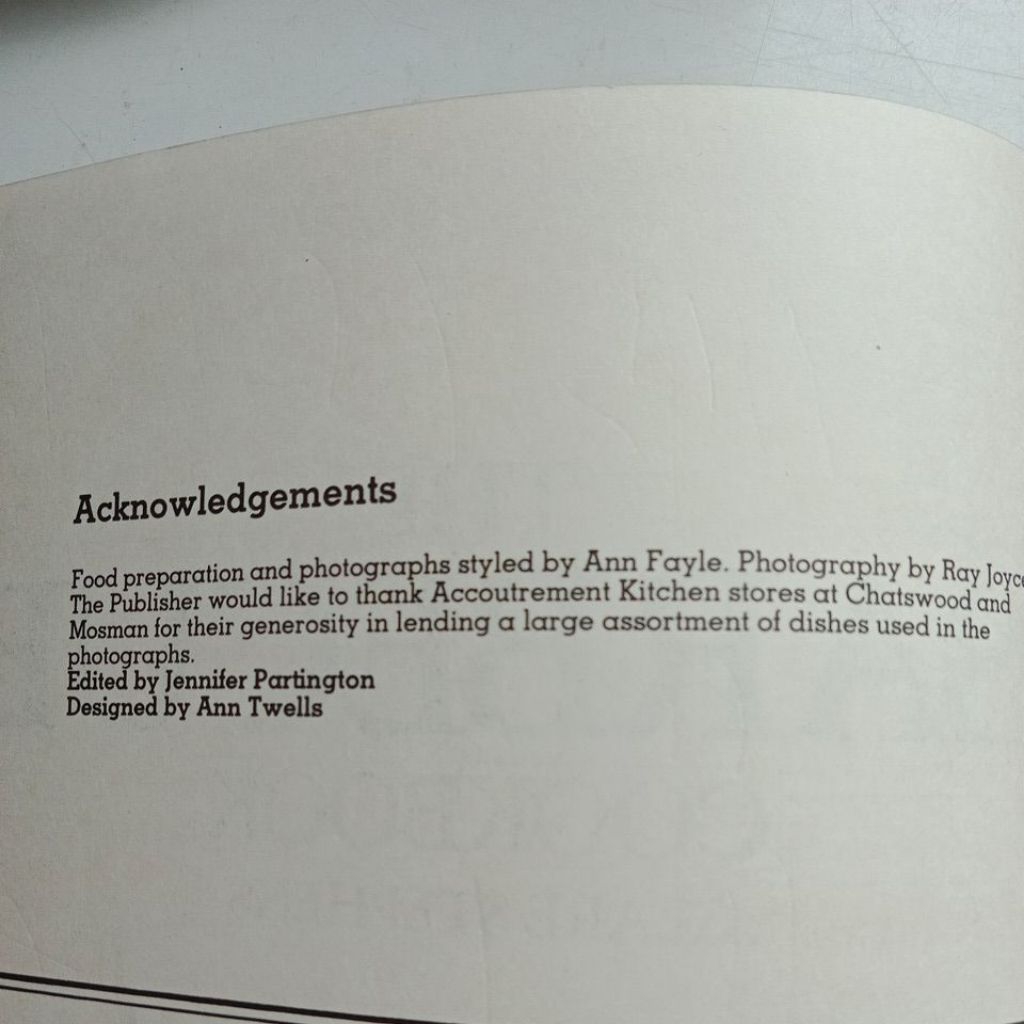 Acknowledgements
Food preparation and photographs styled by Ann Fayle. Photography by Ray Joyce
The Publisher would like to thank Accoutrement Kitchen stores at Chatswood and
Mosman for their generosity in lending a large assortment of dishes used in the
photographs.
Edited by Jennifer Partington
Designed by Ann Twells